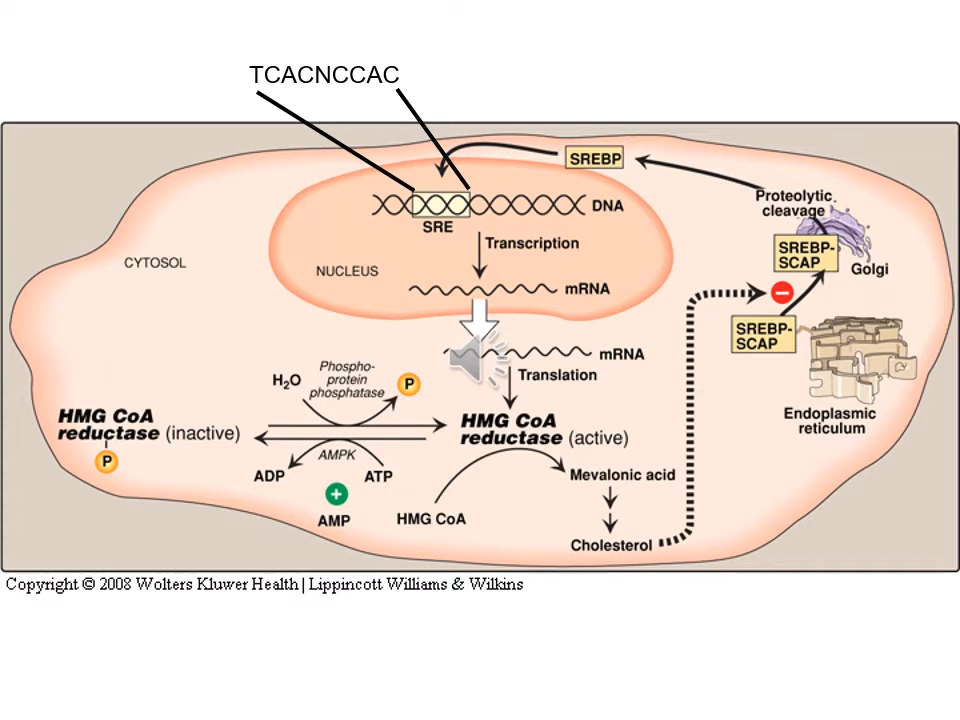 TCACNCCAC
SREBP
Proteolytic
cleavage
DNA
SRE
SREBP-
SCAP
Golgi
Transcription
CYTOSOL
NUCLEUS
mRNA
SREBP-
SCAP
mRNA
Translation
Phospho-
protein
phosphatase
H₂O
P
Endoplasmic
reticulum
HMG CoA
reductase (inactive)
P
HMG CoA
reductase (active)
AMPK
ADP
ATP
Mevalonic acid
+
AMP
HMG CoA
Cholesterol
Copyright © 2008 Wolters Kluwer Health | Lippincott Williams & Wilkins